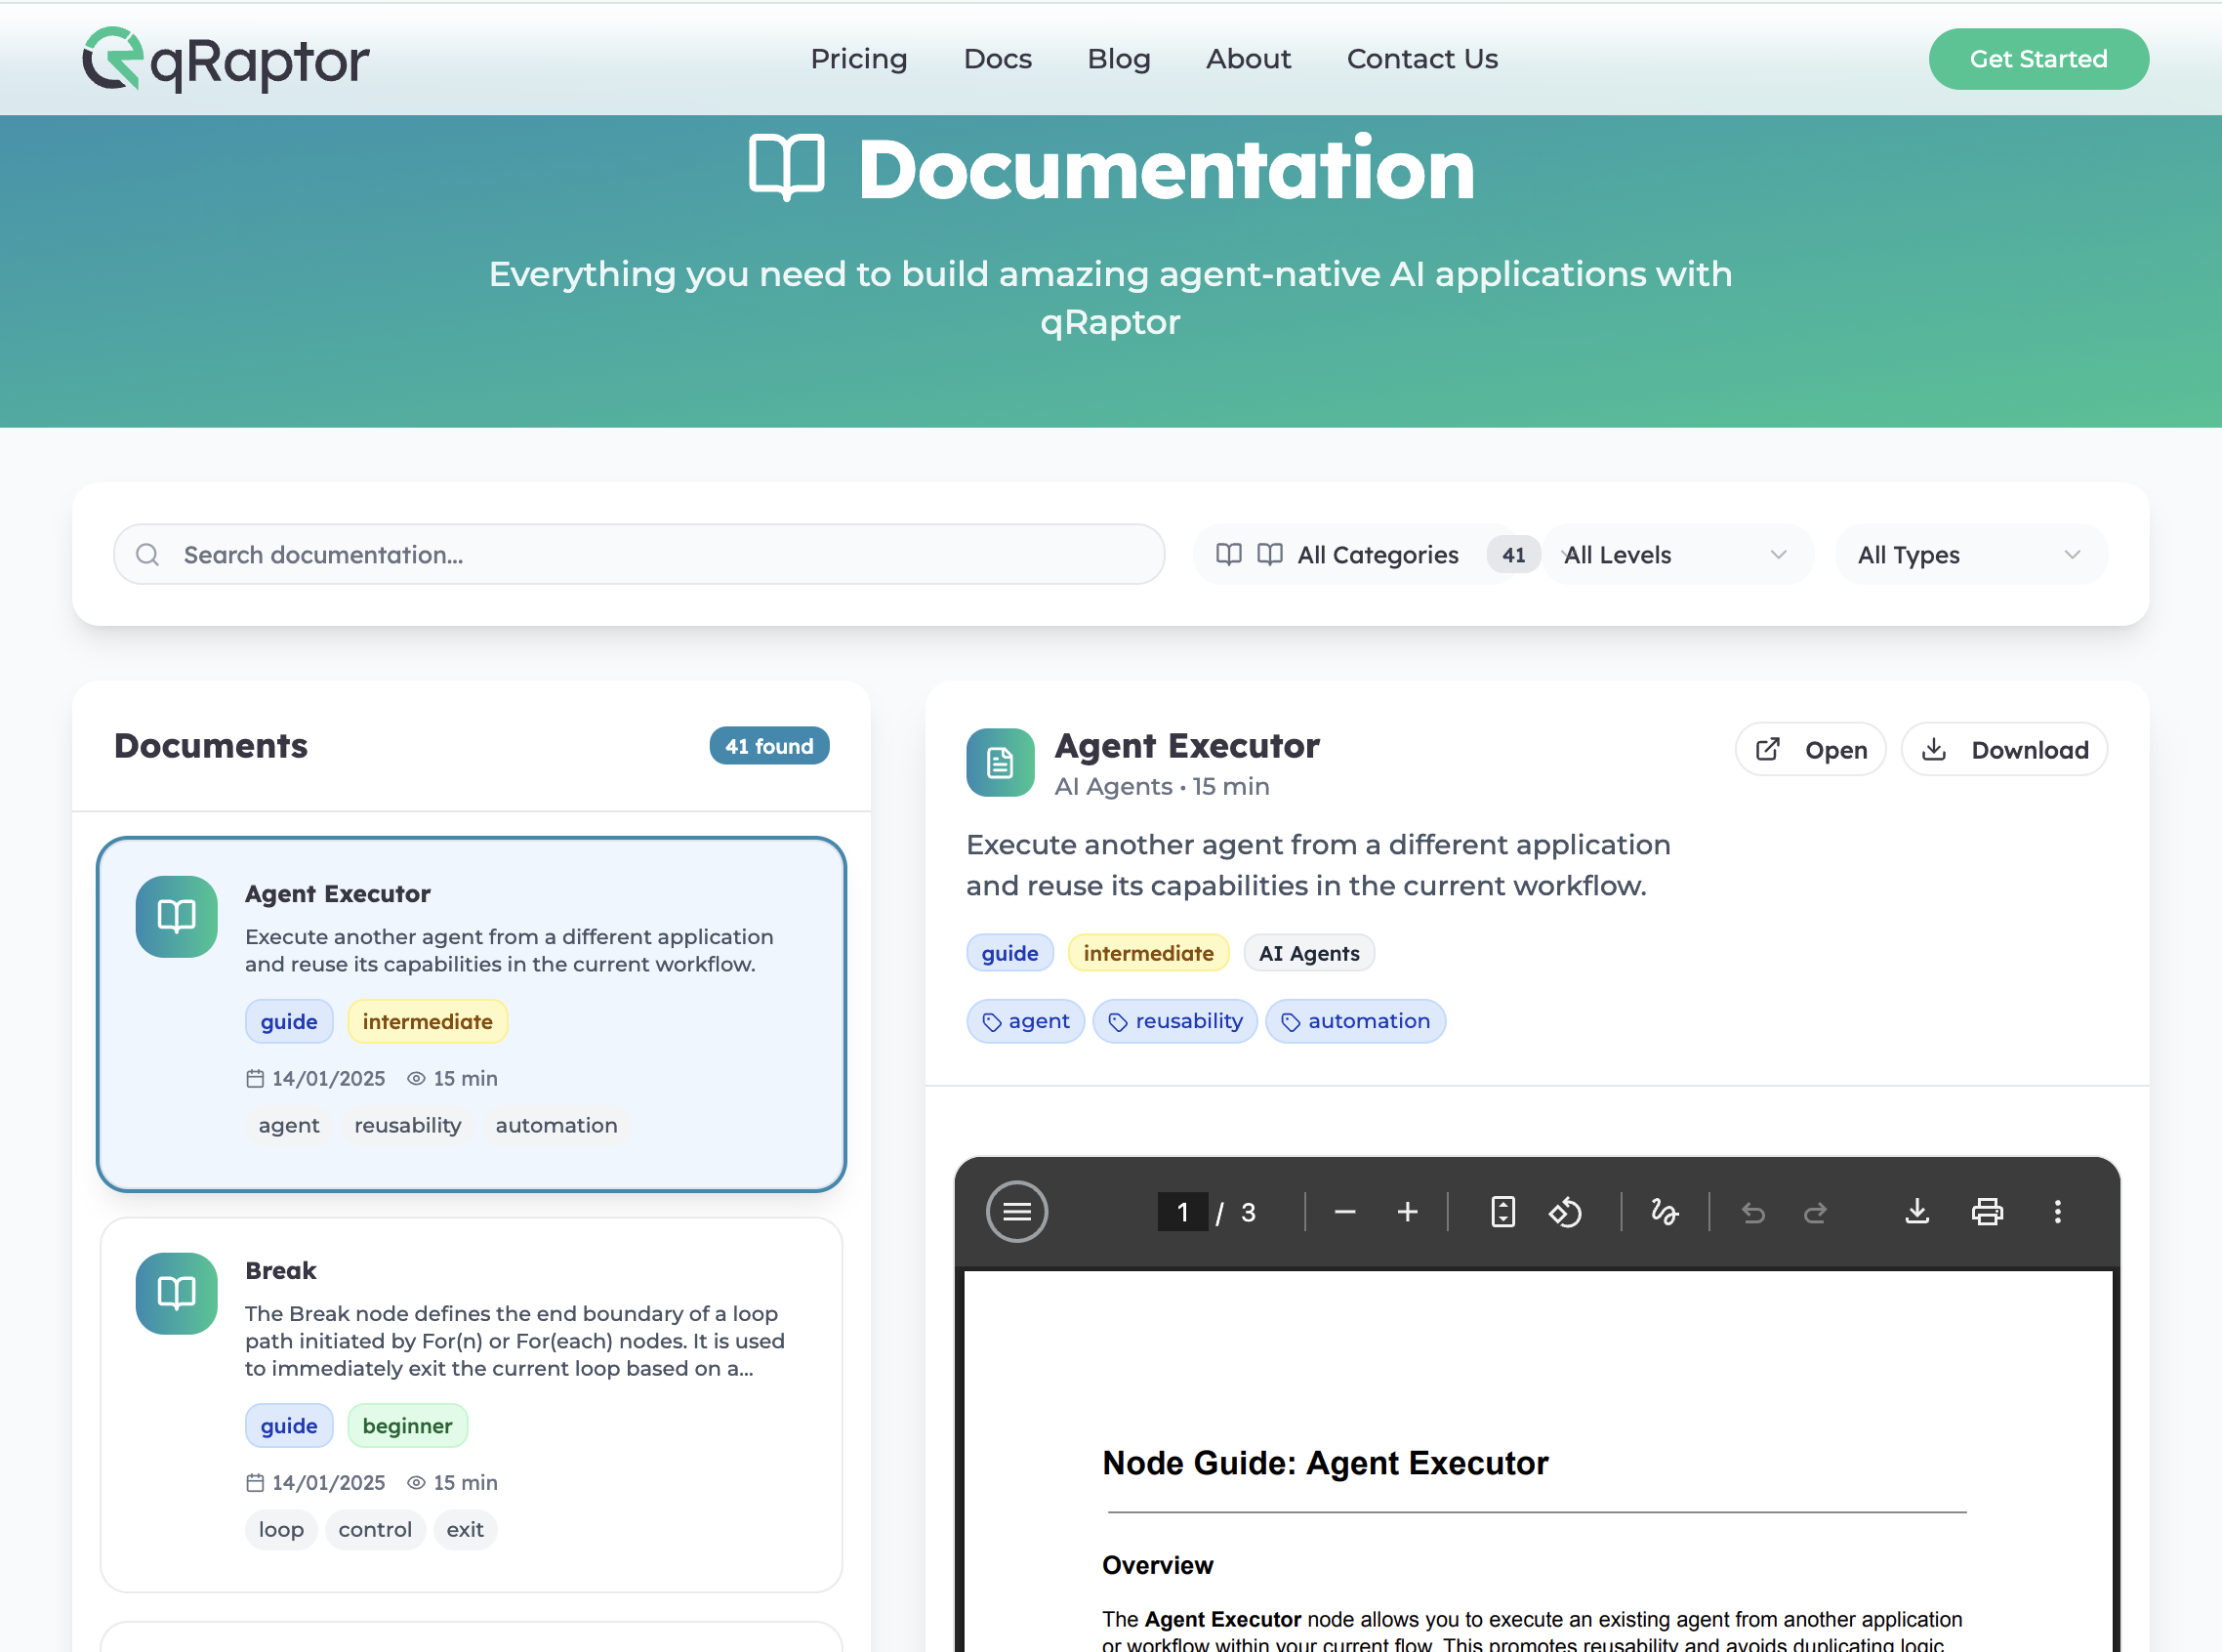 qRaptor
Pricing
Docs
Blog
About
Contact Us
Get Started
Documentation
Everything you need to build amazing agent-native AI applications with
qRaptor
Search documentation...
All Categories
41
All Levels
All Types
Documents
41 found
Agent Executor
Execute another agent from a different application
and reuse its capabilities in the current workflow.
guide
intermediate
14/01/2025
15 min
agent
reusability
automation
Break
The Break node defines the end boundary of a loop
path initiated by For(n) or For(each) nodes. It is used
to immediately exit the current loop based on a...
guide
beginner
14/01/2025
15 min
loop
control
exit
Agent Executor
AI Agents • 15 min
Open
Download
Execute another agent from a different application
and reuse its capabilities in the current workflow.
guide
intermediate
AI Agents
agent
reusability
automation
1 / 3
Node Guide: Agent Executor
Overview
The Agent Executor node allows you to execute an existing agent from another application
or workflow within your current flow. This promotes reusability and avoids duplicating logic